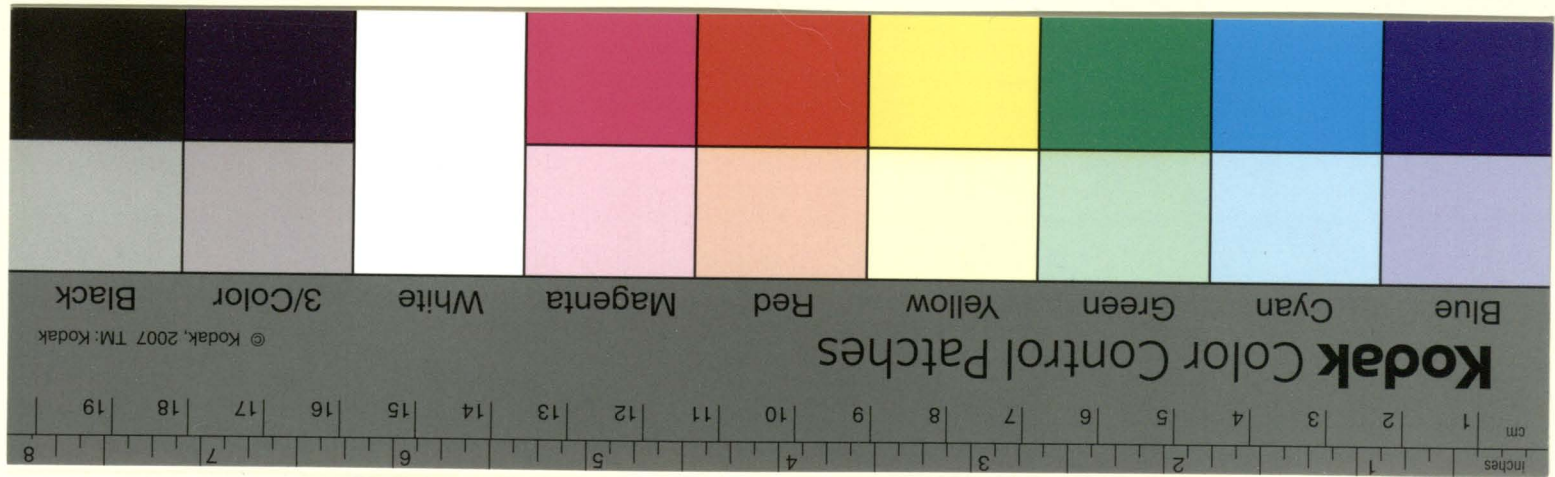 inches 1 2 3 4 5 6 7 8
cm 1 2 3 4 5 6 7 8 9 10 11 12 13 14 15 16 17 18 19
Kodak Color Control Patches
© Kodak, 2007 TM: Kodak
Blue Cyan Green Yellow Red Magenta White 3/Color Black